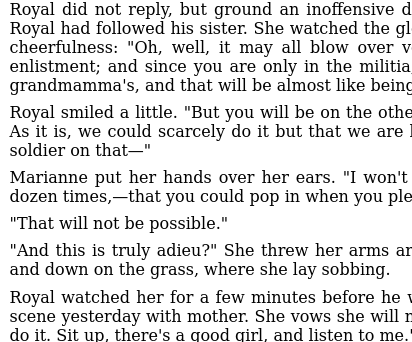 Royal did not reply, but ground an inoffensive
Royal had followed his sister. She watched the
cheerfulness: "Oh, well, it may all blow over
enlistment; and since you are only in the militia,
grandmamma's, and that will be almost like being
Royal smiled a little. "But you will be on the
As it is, we could scarcely do it but that we are
soldier on that—"
Marianne put her hands over her ears. "I won't
dozen times,—that you could pop in when you
"That will not be possible."
"And this is truly adieu?" She threw her arms
and down on the grass, where she lay sobbing.
Royal watched her for a few minutes before he
scene yesterday with mother. She vows she will
do it. Sit up, there's a good girl, and listen to me.